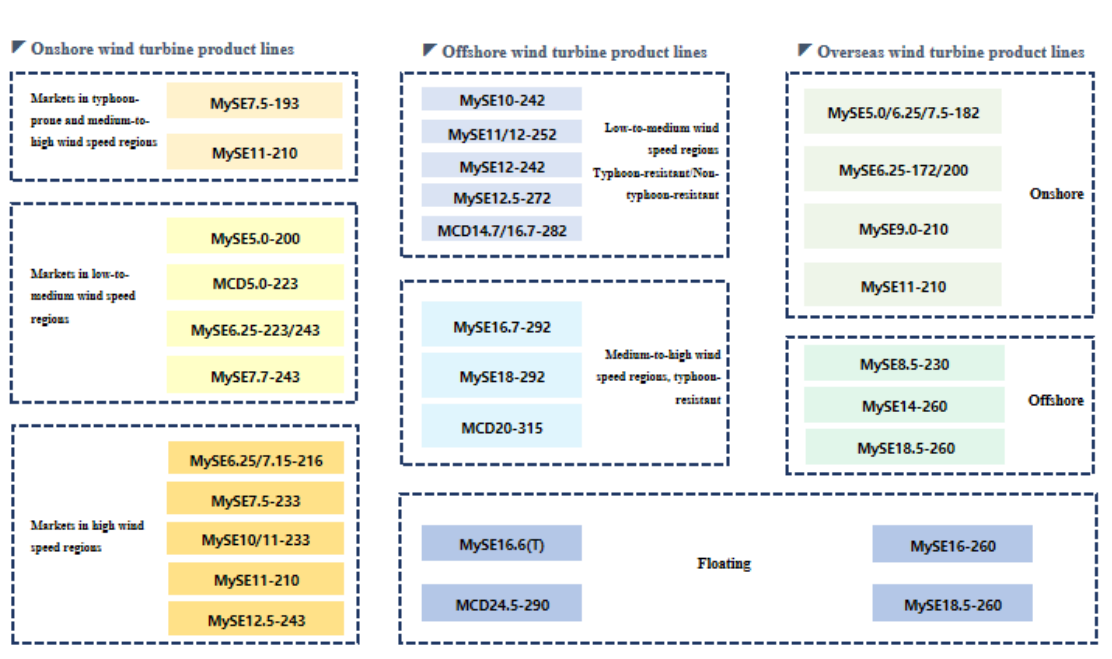 Onshore wind turbine product lines
Markets in typhoon-
prone and medium-to-
high wind speed regions
MySE7.5-193
MySE11-210
Markets in low-to-
medium wind speed
regions
MySE5.0-200
MCD5.0-223
MySE6.25-223/243
MySE7.7-243
Markets in high wind
speed regions
MySE6.25/7.15-216
MySE7.5-233
MySE10/11-233
MySE11-210
MySE12.5-243
Offshore wind turbine product lines
MySE10-242
MySE11/12-252
MySE12-242
MySE12.5-272
MCD14.7/16.7-282
Low-to-medium wind
speed regions
Typhoon-resistant/Non-
typhoon-resistant
MySE16.7-292
MySE18-292
MCD20-315
Medium-to-high wind
speed regions, typhoon-
resistant
Overseas wind turbine product lines
MySE5.0/6.25/7.5-182
MySE6.25-172/200
MySE9.0-210
MySE11-210
Onshore
MySE8.5-230
MySE14-260
MySE18.5-260
Offshore
MySE16.6(T)
MCD24.5-290
Floating
MySE16-260
MySE18.5-260